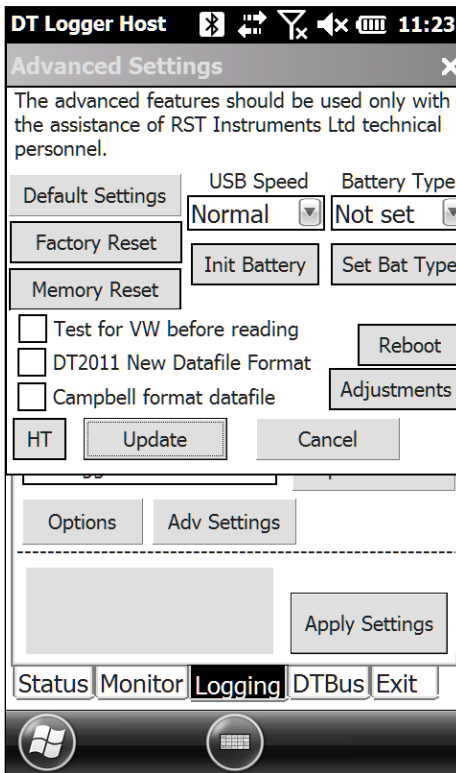 DT Logger Host 11:23
Advanced Settings
The advanced features should be used only with
the assistance of RST Instruments Ltd technical
personnel.
Default Settings
USB Speed
Battery Type
Normal
Not set
Factory Reset
Init Battery
Set Bat Type
Memory Reset
Test for VW before reading
Reboot
DT2011 New Datafile Format
Campbell format datafile
Adjustments
HT
Update
Cancel
Options
Adv Settings
Apply Settings
Status Monitor Logging DTBus Exit